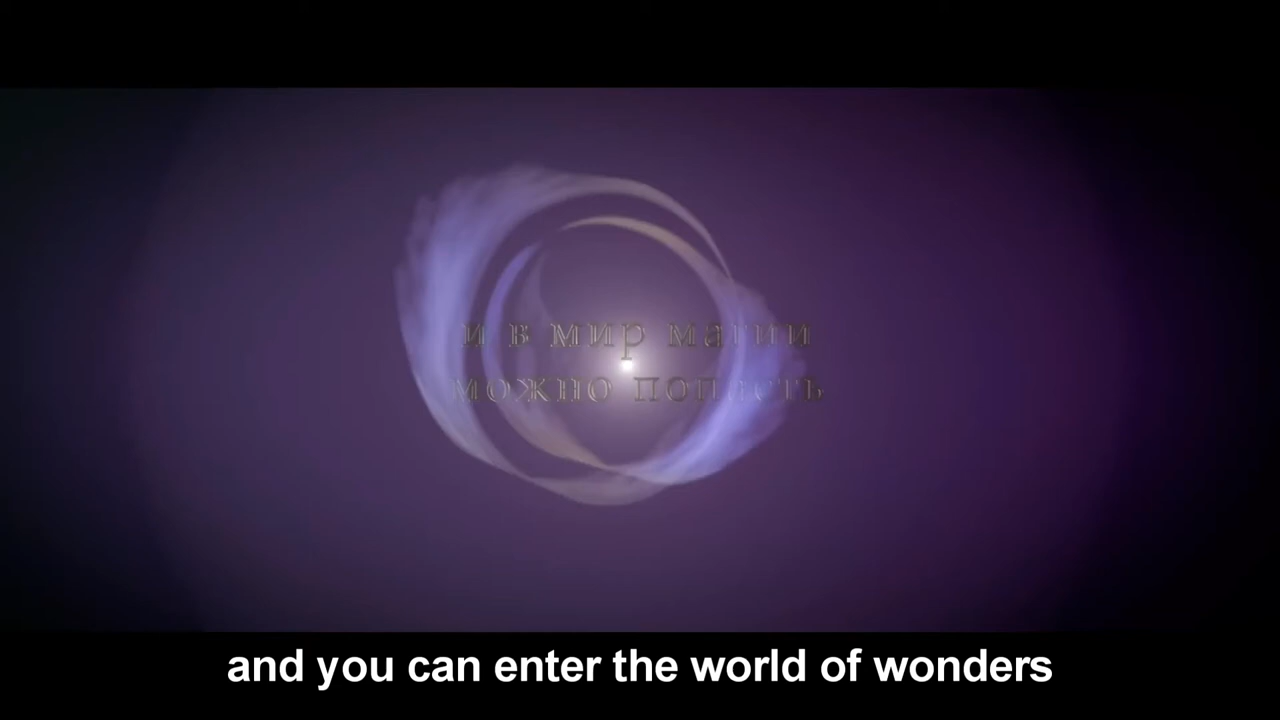 и в мир магии
можно попасть
and you can enter the world of wonders